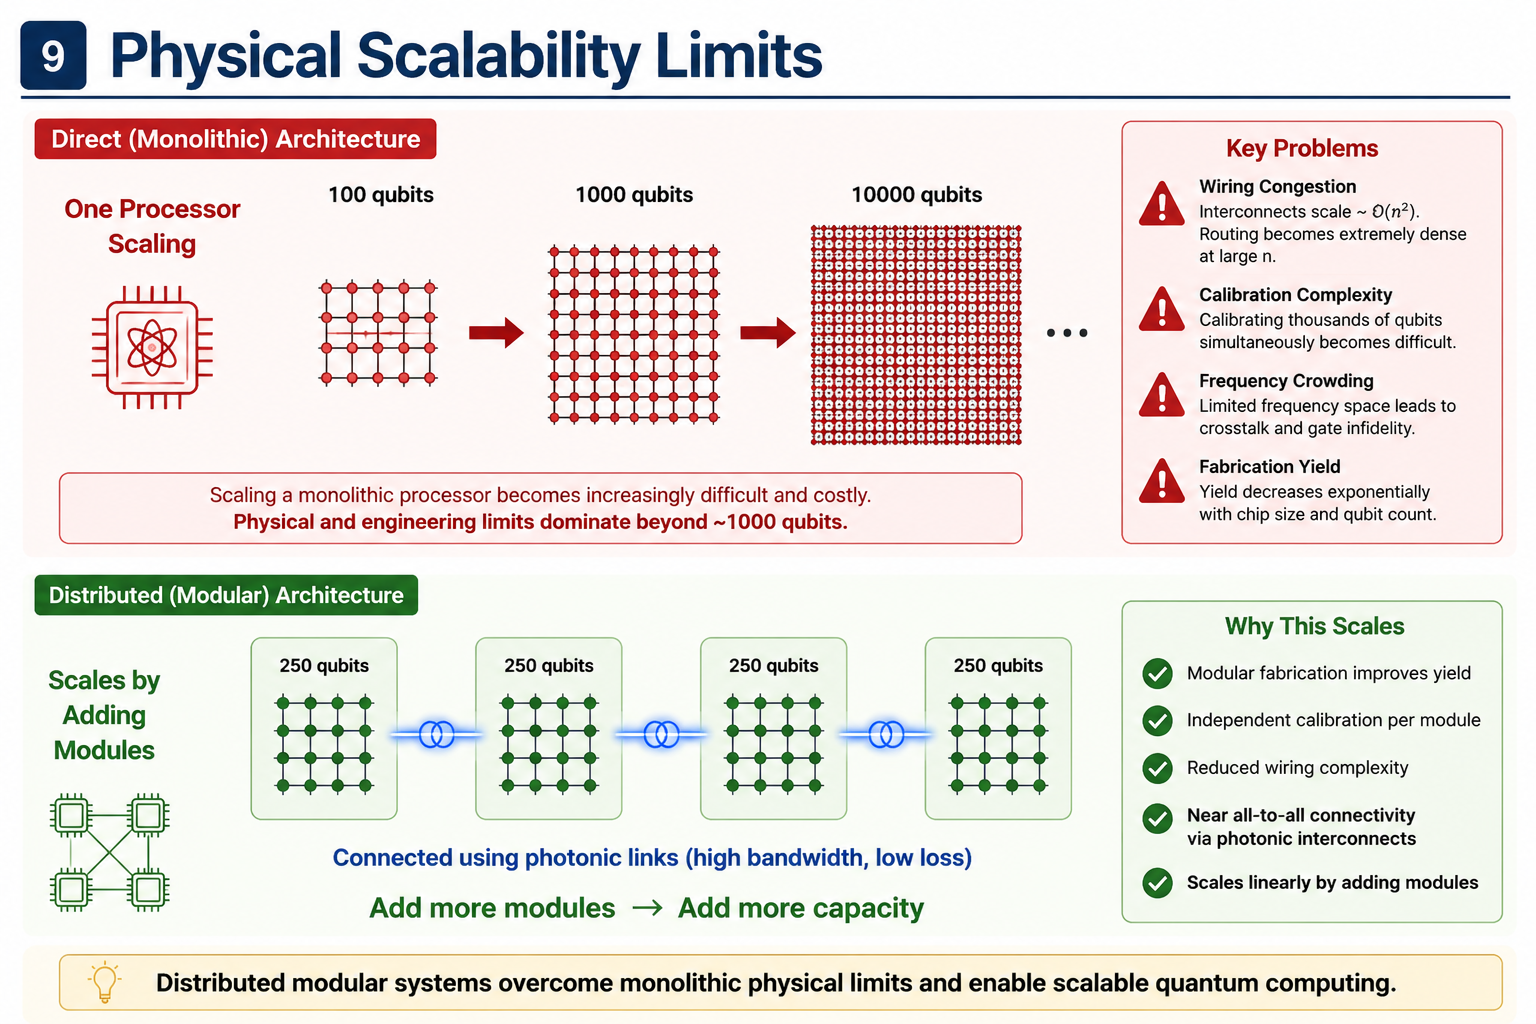 9 Physical Scalability Limits
Direct (Monolithic) Architecture
One Processor
Scaling
100 qubits
1000 qubits
10000 qubits
...
Scaling a monolithic processor becomes increasingly difficult and costly.
Physical and engineering limits dominate beyond ~1000 qubits.
Key Problems
Wiring Congestion
Interconnects scale ~ O(n²).
Routing becomes extremely dense
at large n.
Calibration Complexity
Calibrating thousands of qubits
simultaneously becomes difficult.
Frequency Crowding
Limited frequency space leads to
crosstalk and gate infidelity.
Fabrication Yield
Yield decreases exponentially
with chip size and qubit count.
Distributed (Modular) Architecture
Scales by
Adding
Modules
250 qubits
250 qubits
250 qubits
250 qubits
Connected using photonic links (high bandwidth, low loss)
Add more modules → Add more capacity
Why This Scales
Modular fabrication improves yield
Independent calibration per module
Reduced wiring complexity
Near all-to-all connectivity
via photonic interconnects
Scales linearly by adding modules
Distributed modular systems overcome monolithic physical limits and enable scalable quantum computing.